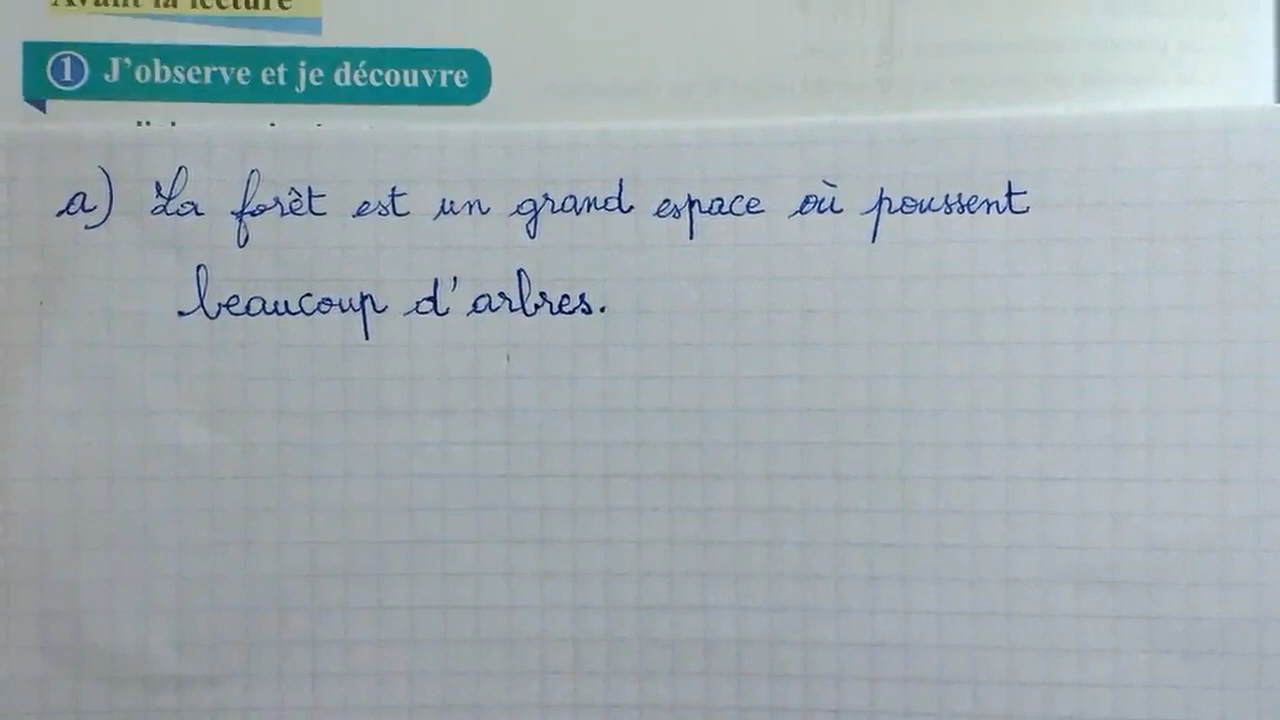 Avant la lecture
1 J'observe et je découvre
a) La forêt est un grand espace où poussent
beaucoup d'arbres.